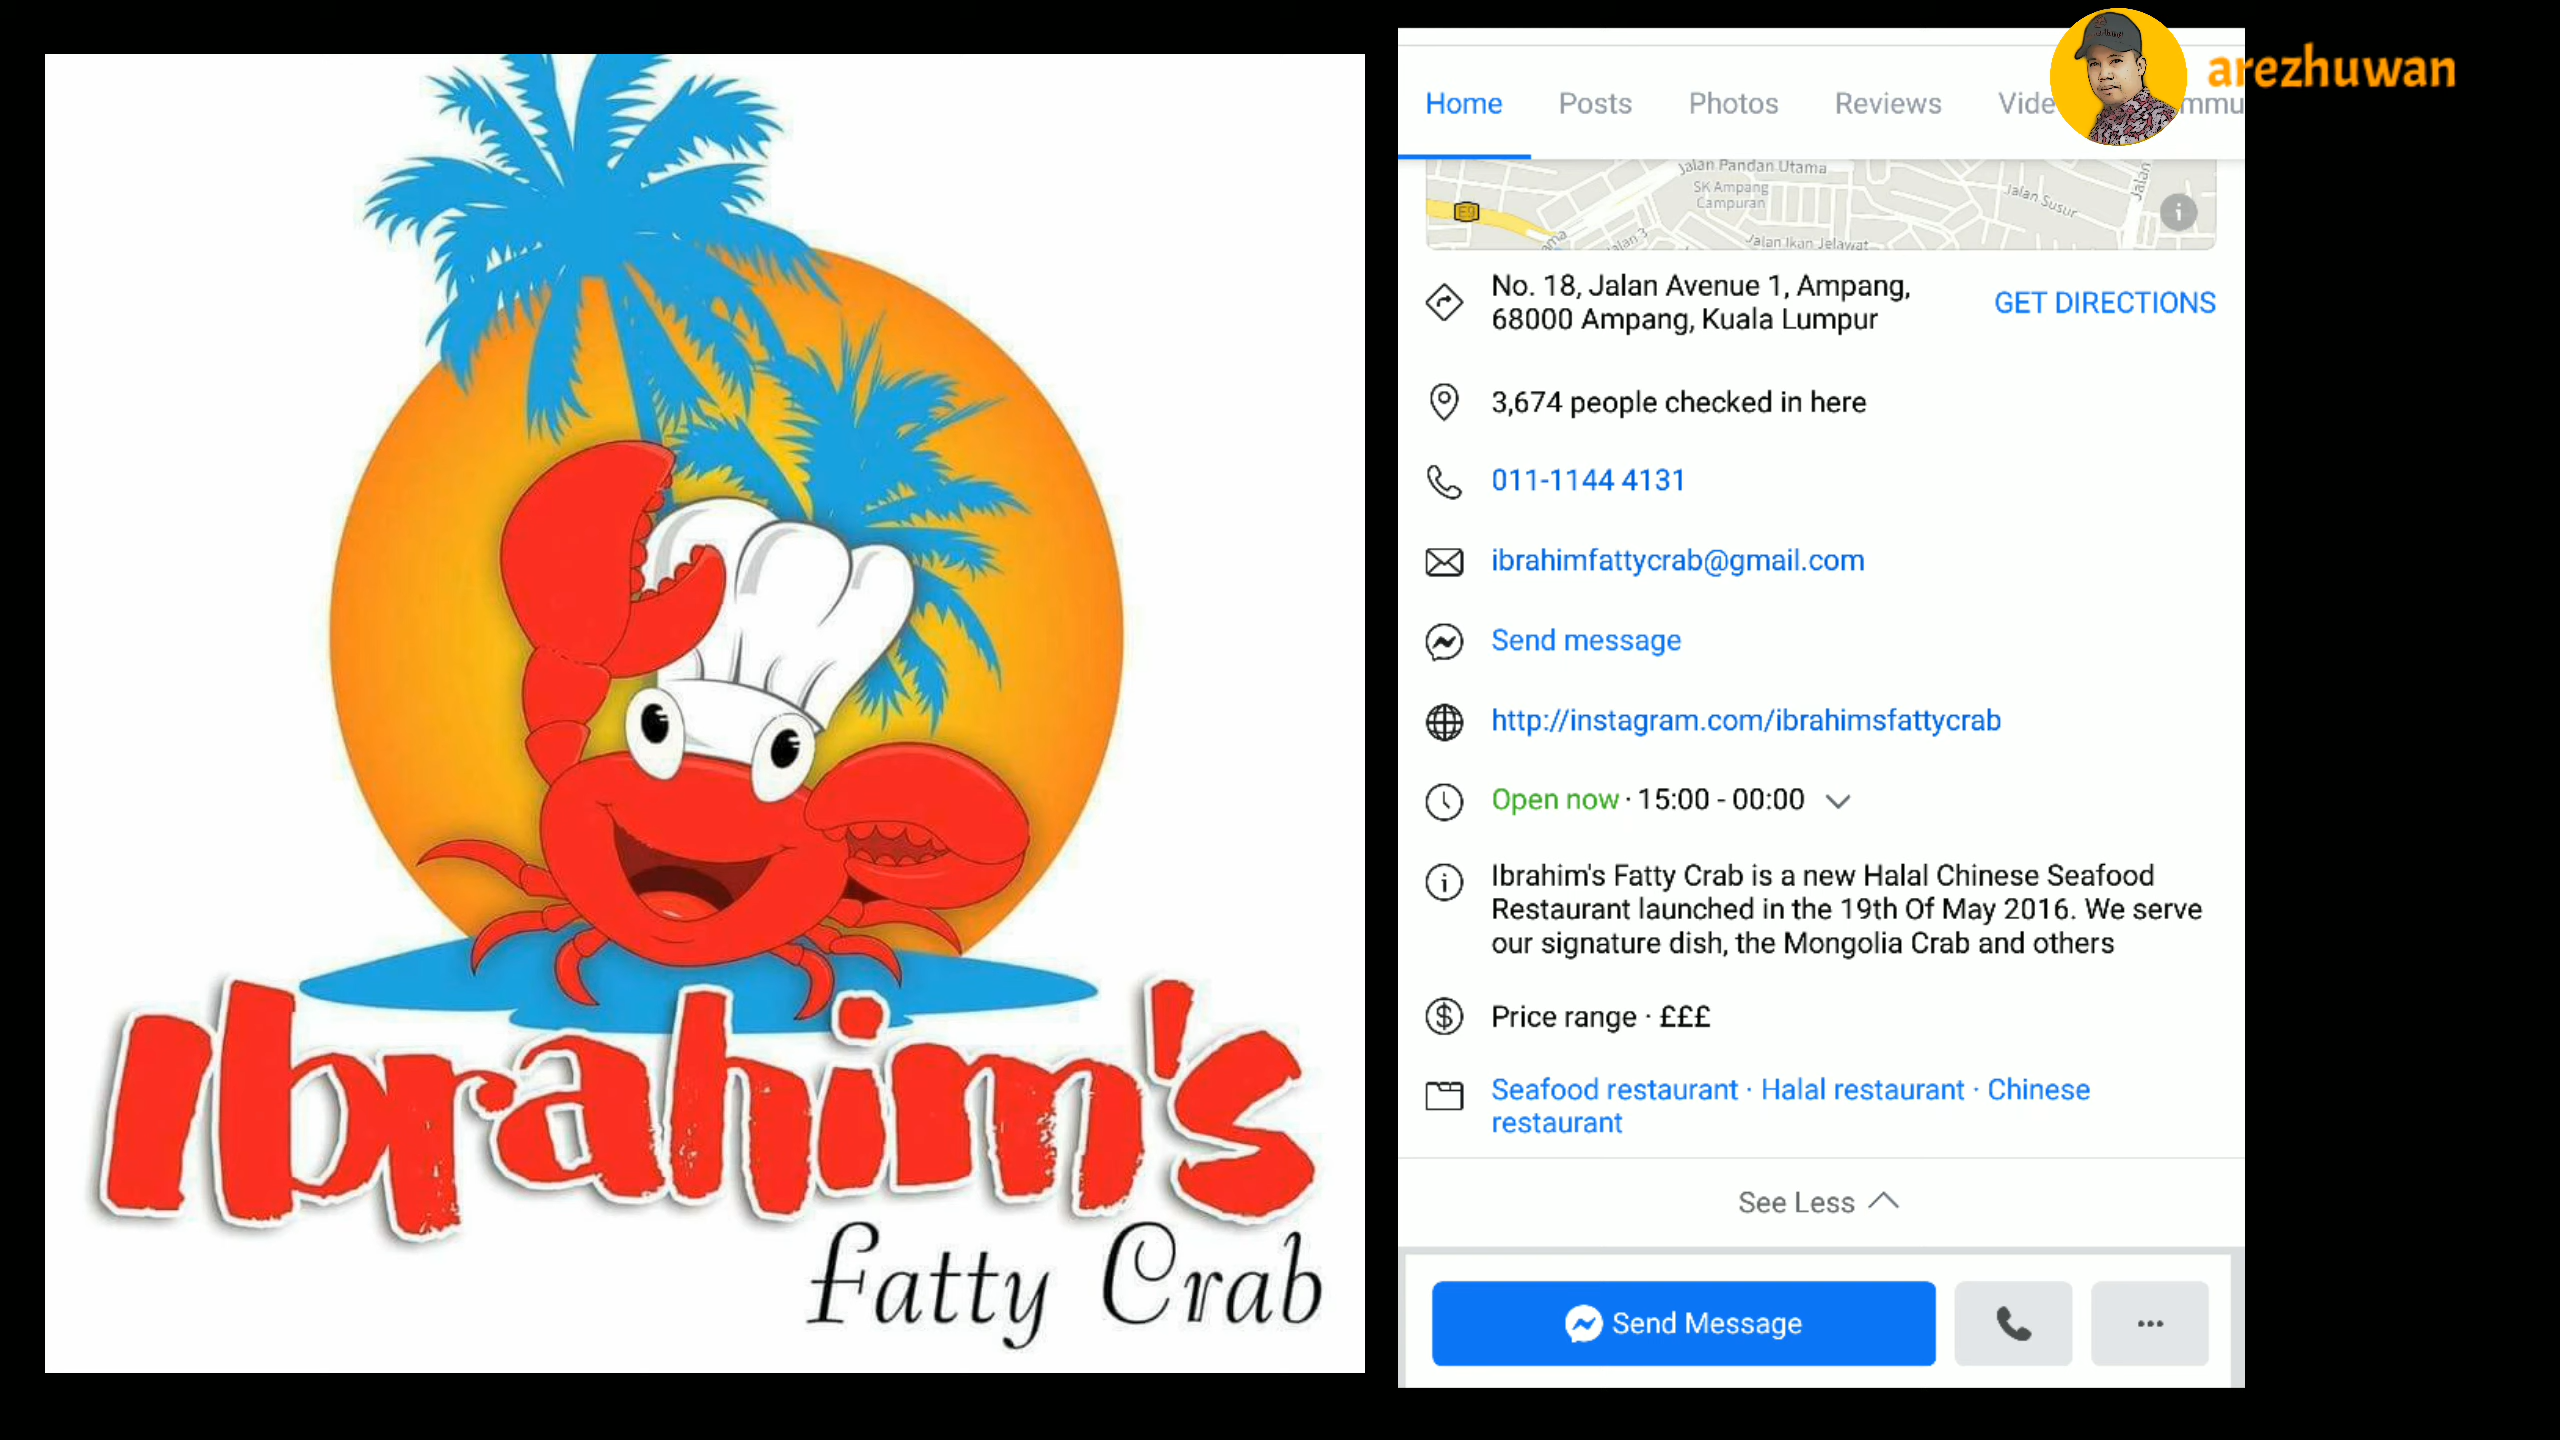 Ibrahim's
Fatty Crab
arezhuwan
Home Posts Photos Reviews
Jalan Pandan Utama
SK Ampang
Campuran
Jalan Susur
Jalan
E9
Jalan 3
Jalan Ikan Jelawat
No. 18, Jalan Avenue 1, Ampang,
68000 Ampang, Kuala Lumpur
GET DIRECTIONS
3,674 people checked in here
011-1144 4131
ibrahimfattycrab@gmail.com
Send message
http://instagram.com/ibrahimsfattycrab
Open now · 15:00 - 00:00
Ibrahim's Fatty Crab is a new Halal Chinese Seafood
Restaurant launched in the 19th Of May 2016. We serve
our signature dish, the Mongolia Crab and others
Price range · £££
Seafood restaurant · Halal restaurant · Chinese
restaurant
See Less
Send Message